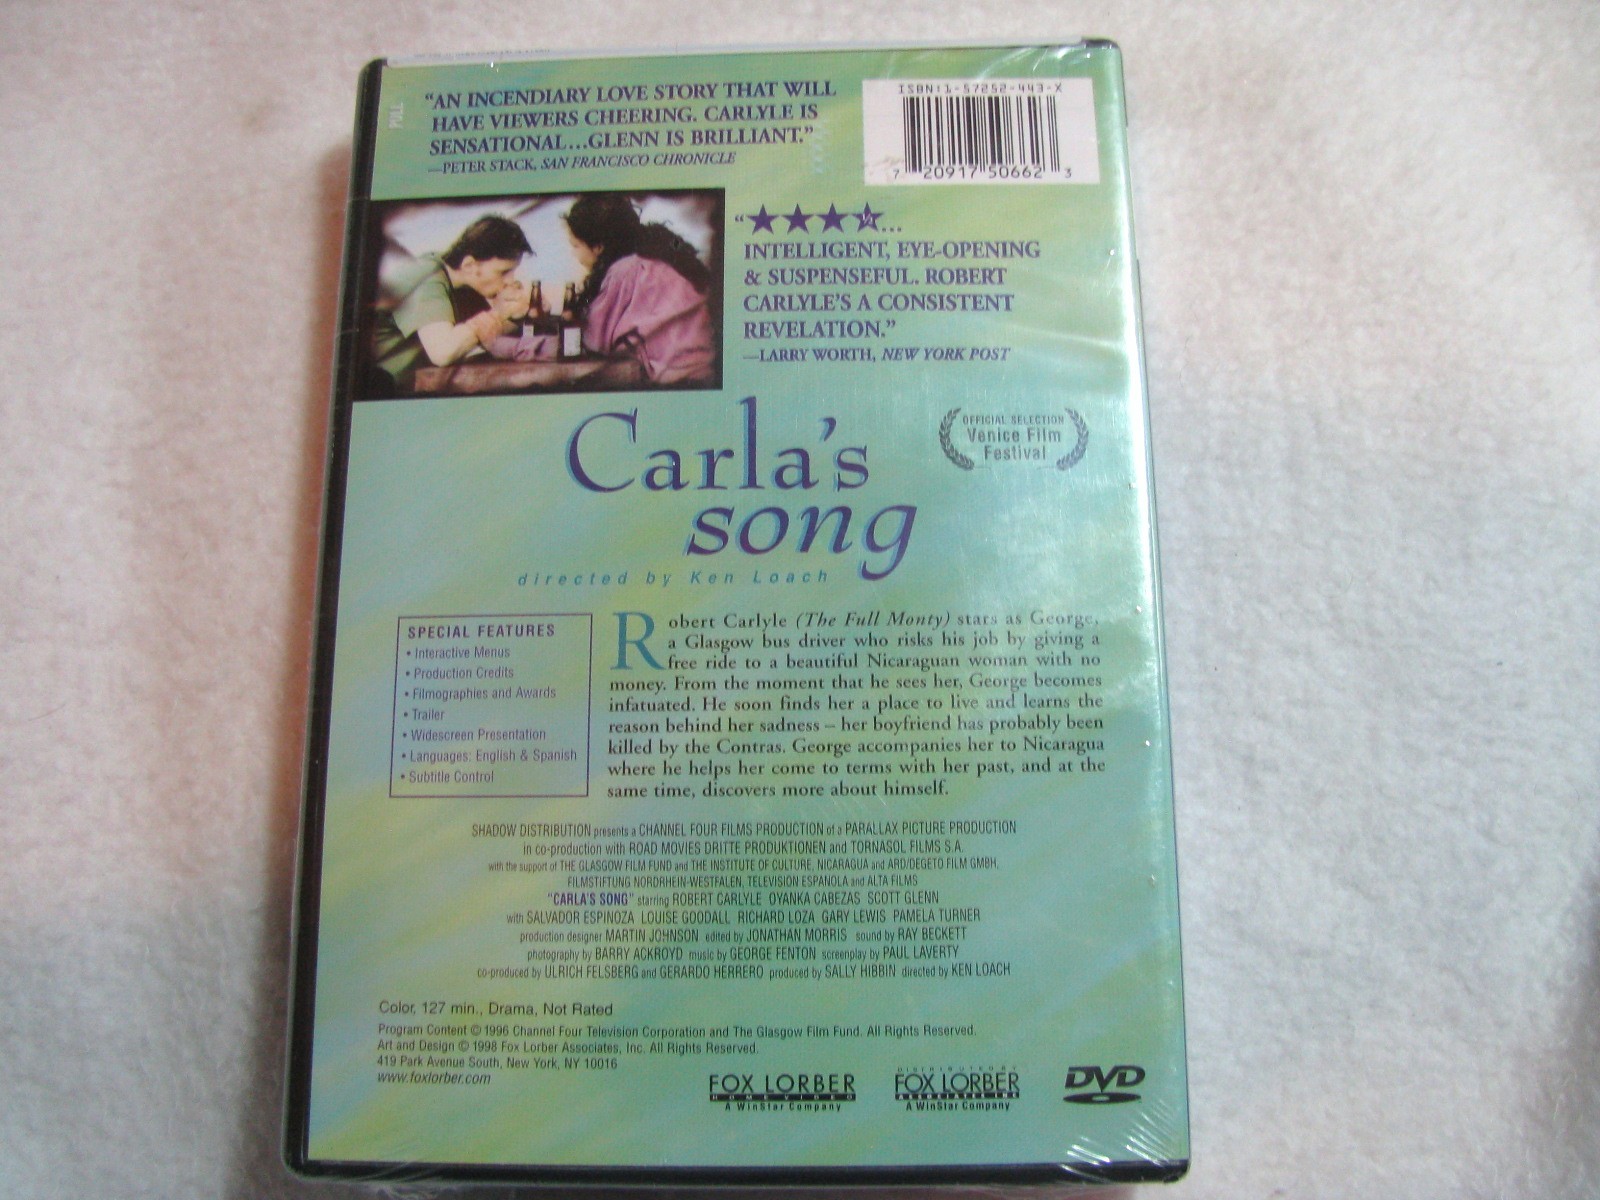 PULL
"AN INCENDIARY LOVE STORY THAT WILL
HAVE VIEWERS CHEERING. CARLYLE IS
SENSATIONAL...GLENN IS BRILLIANT."
—PETER STACK, SAN FRANCISCO CHRONICLE
ISBN:1-57252-443-X
7 20917 50662 3
"★★★½...
INTELLIGENT, EYE-OPENING
& SUSPENSEFUL. ROBERT
CARLYLE'S A CONSISTENT
REVELATION."
—LARRY WORTH, NEW YORK POST
OFFICIAL SELECTION
Venice Film
Festival
Carla's
song
directed by Ken Loach
SPECIAL FEATURES
• Interactive Menus
• Production Credits
• Filmographies and Awards
• Trailer
• Widescreen Presentation
• Languages: English & Spanish
• Subtitle Control
Robert Carlyle (The Full Monty) stars as George,
a Glasgow bus driver who risks his job by giving a
free ride to a beautiful Nicaraguan woman with no
money. From the moment that he sees her, George becomes
infatuated. He soon finds her a place to live and learns the
reason behind her sadness – her boyfriend has probably been
killed by the Contras. George accompanies her to Nicaragua
where he helps her come to terms with her past, and at the
same time, discovers more about himself.
SHADOW DISTRIBUTION presents a CHANNEL FOUR FILMS PRODUCTION of a PARALLAX PICTURE PRODUCTION
in co-production with ROAD MOVIES DRITTE PRODUKTIONEN and TORNASOL FILMS S.A.
with the support of THE GLASGOW FILM FUND and THE INSTITUTE OF CULTURE, NICARAGUA and ARD/DEGETO FILM GMBH,
FILMSTIFTUNG NORDRHEIN-WESTFALEN, TELEVISION ESPANOLA and ALTA FILMS
"CARLA'S SONG" starring ROBERT CARLYLE OYANKA CABEZAS SCOTT GLENN
with SALVADOR ESPINOZA LOUISE GOODALL RICHARD LOZA GARY LEWIS PAMELA TURNER
production designer MARTIN JOHNSON edited by JONATHAN MORRIS sound by RAY BECKETT
photography by BARRY ACKROYD music by GEORGE FENTON screenplay by PAUL LAVERTY
co-produced by ULRICH FELSBERG and GERARDO HERRERO produced by SALLY HIBBIN directed by KEN LOACH
Color, 127 min., Drama, Not Rated
Program Content © 1996 Channel Four Television Corporation and The Glasgow Film Fund. All Rights Reserved.
Art and Design © 1998 Fox Lorber Associates, Inc. All Rights Reserved.
419 Park Avenue South, New York, NY 10016
www.foxlorber.com
FOX LORBER
HOME VIDEO
A WinStar Company
DISTRIBUTED BY
FOX LORBER
ASSOCIATES INC
A WinStar Company
DVD